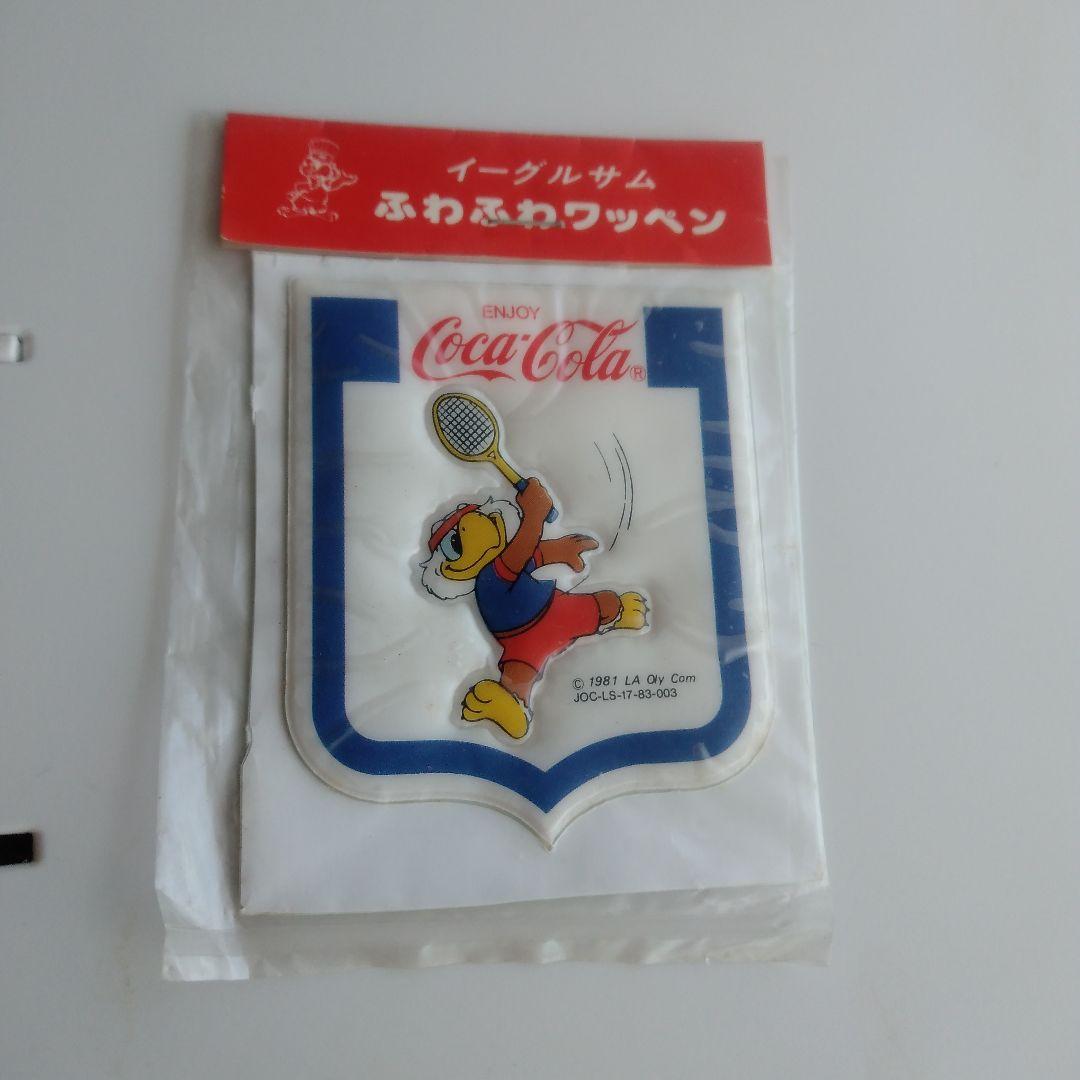 イーグルサム
ふわふわワッペン
ENJOY
Coca-Cola®
© 1981 LA Oly Com
JOC-LS-17-83-003